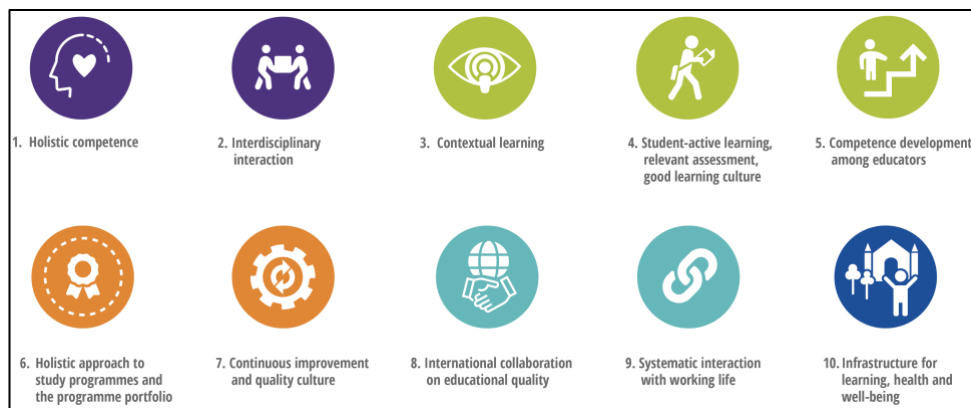 1. Holistic competence
2. Interdisciplinary
interaction
3. Contextual learning
4. Student-active learning,
relevant assessment,
good learning culture
5. Competence development
among educators
6. Holistic approach to
study programmes and
the programme portfolio
7. Continuous improvement
and quality culture
8. International collaboration
on educational quality
9. Systematic interaction
with working life
10. Infrastructure for
learning, health and
well-being